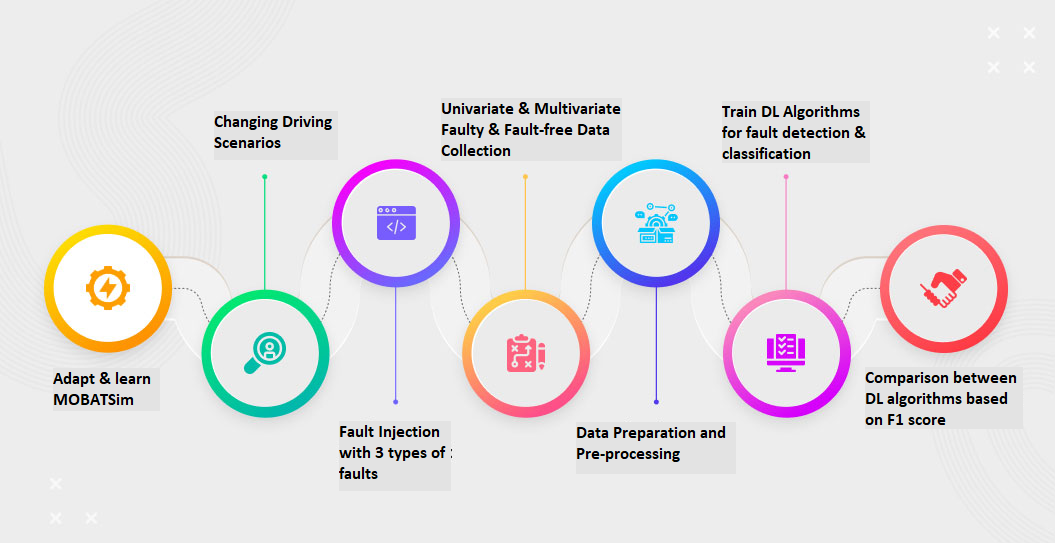 Adapt & learn
MOBATSim
Changing Driving
Scenarios
Fault Injection
with 3 types of :
faults
Univariate & Multivariate
Faulty & Fault-free Data
Collection
Data Preparation and
Pre-processing
Train DL Algorithms
for fault detection &
classification
Comparison between
DL algorithms based
on F1 score